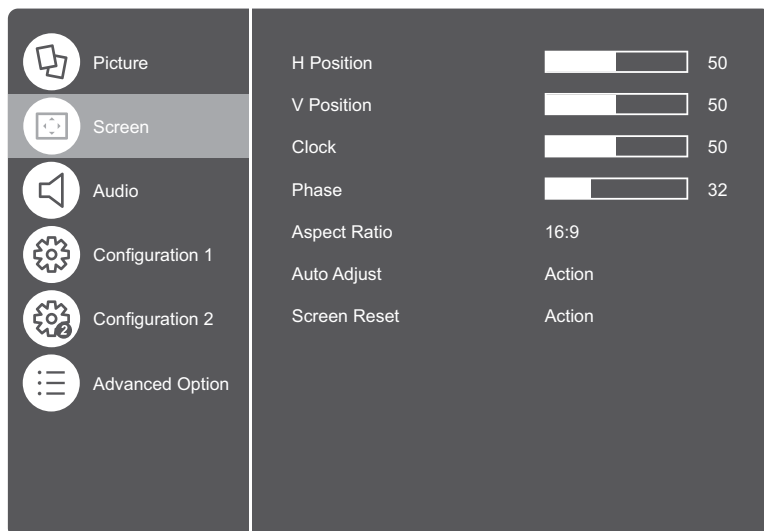 Picture
Screen
Audio
Configuration 1
Configuration 2
2
Advanced Option
H Position 50
V Position 50
Clock 50
Phase 32
Aspect Ratio 16:9
Auto Adjust Action
Screen Reset Action